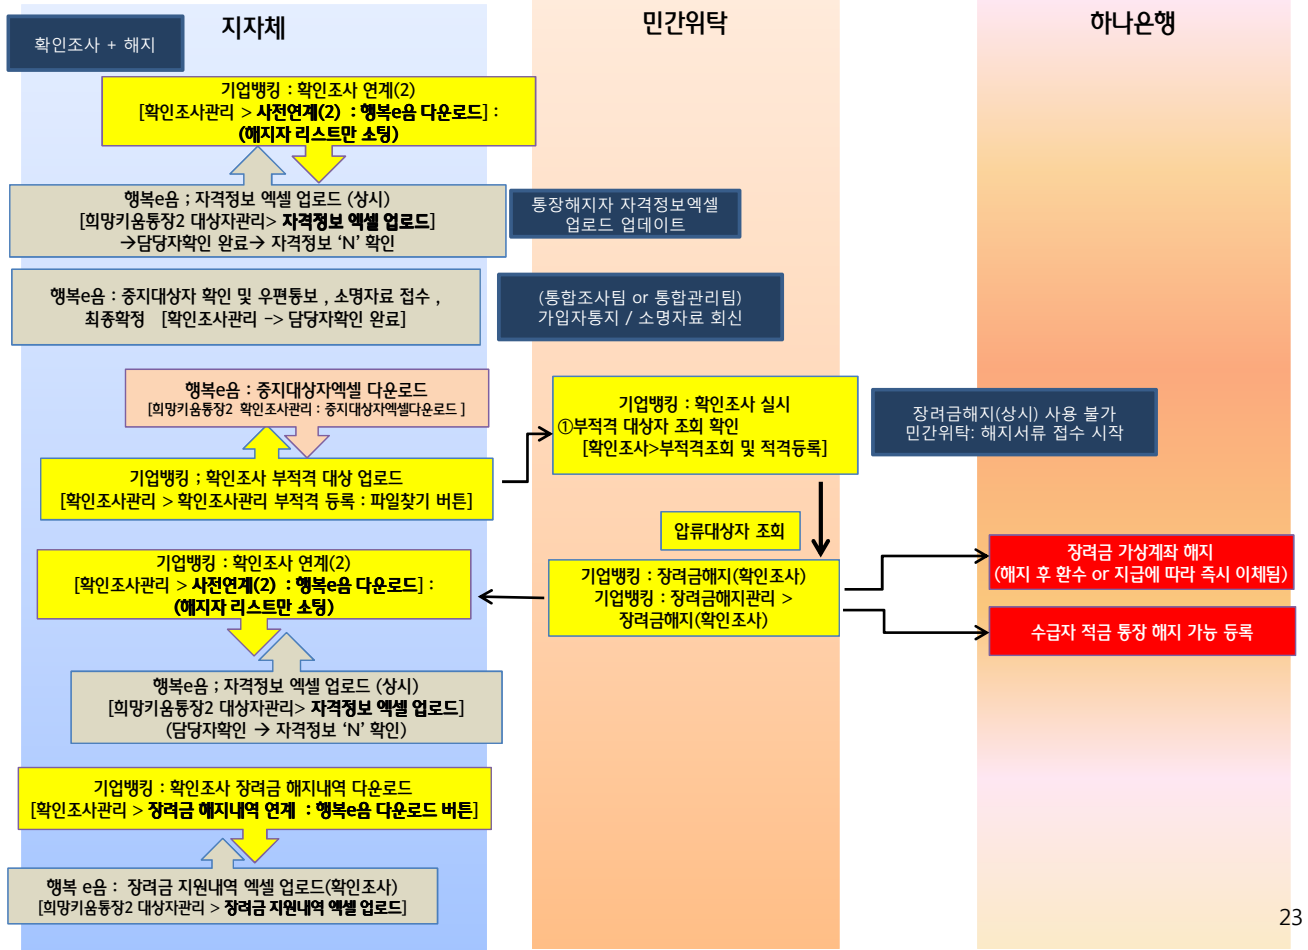 지자체
민간위탁
하나은행
확인조사 + 해지
기업뱅킹 : 확인조사 연계(2)
[확인조사관리 > 사전연계(2) : 행복e음 다운로드] :
(해지자 리스트만 소팅)
행복e음 ; 자격정보 엑셀 업로드 (상시)
[희망키움통장2 대상자관리> 자격정보 엑셀 업로드]
→담당자확인 완료→ 자격정보 ‘N’ 확인
통장해지자 자격정보엑셀
업로드 업데이트
행복e음 : 중지대상자 확인 및 우편통보 , 소명자료 접수 ,
최종확정 [확인조사관리 -> 담당자확인 완료]
(통합조사팀 or 통합관리팀)
가입자통지 / 소명자료 회신
행복e음 : 중지대상자엑셀 다운로드
[희망키움통장2 확인조사관리 : 중지대상자엑셀다운로드 ]
기업뱅킹 : 확인조사 실시
①부적격 대상자 조회 확인
[확인조사>부적격조회 및 적격등록]
장려금해지(상시) 사용 불가
민간위탁: 해지서류 접수 시작
기업뱅킹 ; 확인조사 부적격 대상 업로드
[확인조사관리 > 확인조사관리 부적격 등록 : 파일찾기 버튼]
압류대상자 조회
기업뱅킹 : 확인조사 연계(2)
[확인조사관리 > 사전연계(2) : 행복e음 다운로드] :
(해지자 리스트만 소팅)
기업뱅킹 : 장려금해지(확인조사)
기업뱅킹 : 장려금해지관리 >
장려금해지(확인조사)
장려금 가상계좌 해지
(해지 후 환수 or 지급에 따라 즉시 이체됨)
수급자 적금 통장 해지 가능 등록
행복e음 ; 자격정보 엑셀 업로드 (상시)
[희망키움통장2 대상자관리> 자격정보 엑셀 업로드]
(담당자확인 → 자격정보 ‘N’ 확인)
기업뱅킹 : 확인조사 장려금 해지내역 다운로드
[확인조사관리 > 장려금 해지내역 연계 : 행복e음 다운로드 버튼]
행복 e음 : 장려금 지원내역 엑셀 업로드(확인조사)
[희망키움통장2 대상자관리 > 장려금 지원내역 엑셀 업로드]
23